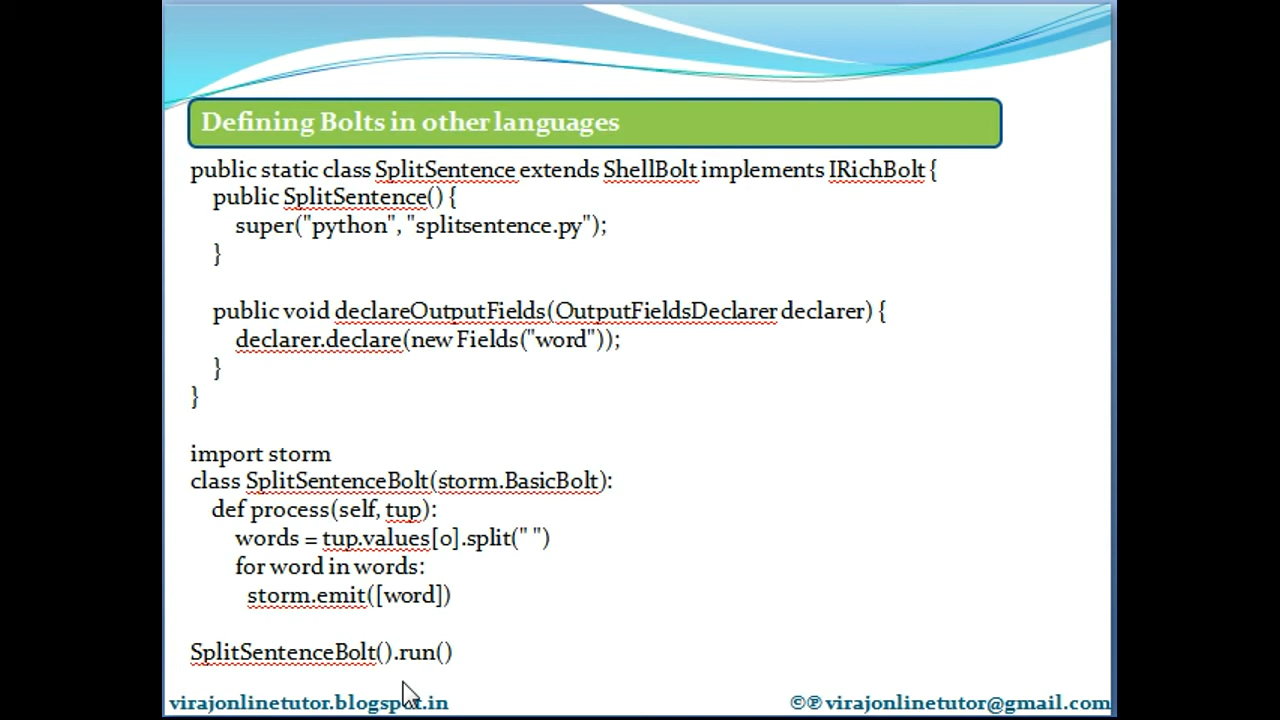 Defining Bolts in other languages
public static class SplitSentence extends ShellBolt implements IRichBolt {
public SplitSentence() {
super("python", "splitsentence.py");
}
public void declareOutputFields(OutputFieldsDeclarer declarer) {
declarer.declare(new Fields("word"));
}
}
import storm
class SplitSentenceBolt(storm.BasicBolt):
def process(self, tup):
words = tup.values[0].split(" ")
for word in words:
storm.emit([word])
SplitSentenceBolt().run()
virajonlinetutor.blogspot.in
©℗ virajonlinetutor@gmail.com